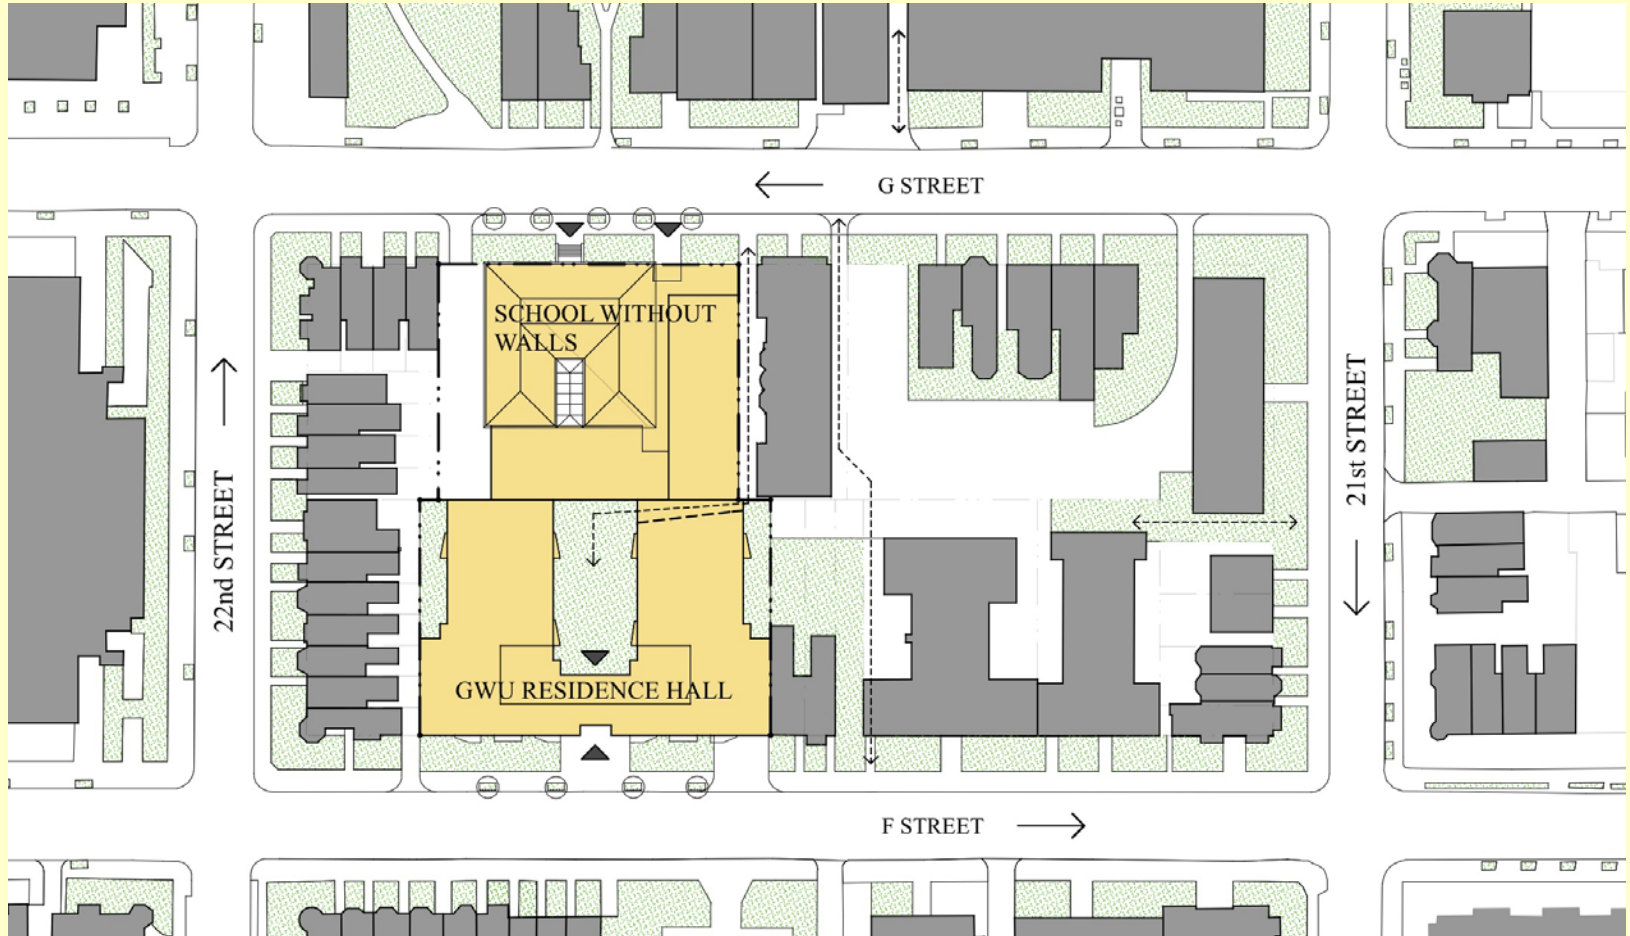 G STREET
SCHOOL WITHOUT
WALLS
22nd STREET
21st STREET
GWU RESIDENCE HALL
F STREET